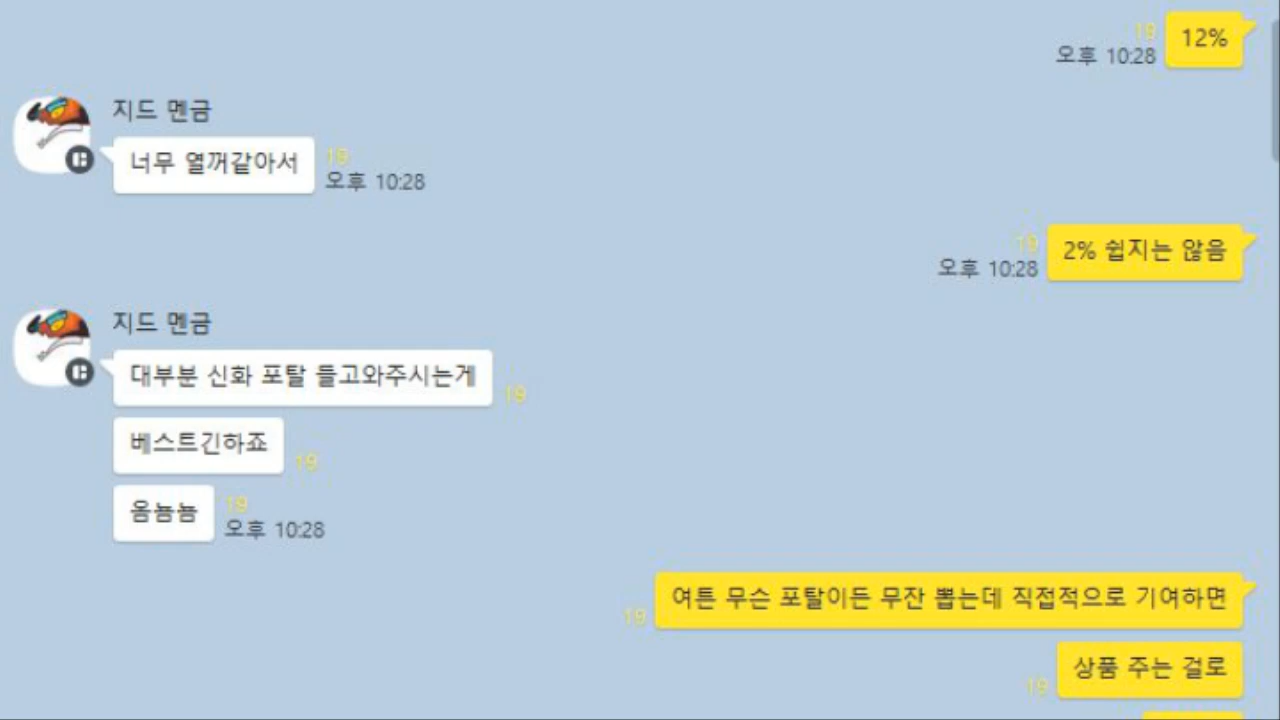 12%
19
오후 10:28
지드 멘금
너무 열꺼같아서
19
오후 10:28
2% 쉽지는 않음
19
오후 10:28
지드 멘금
대부분 신화 포탈 들고와주시는게
19
베스트긴하죠
19
옴뇸뇸
19
오후 10:28
여튼 무슨 포탈이든 무잔 뽑는데 직접적으로 기여하면
19
상품 주는 걸로
19